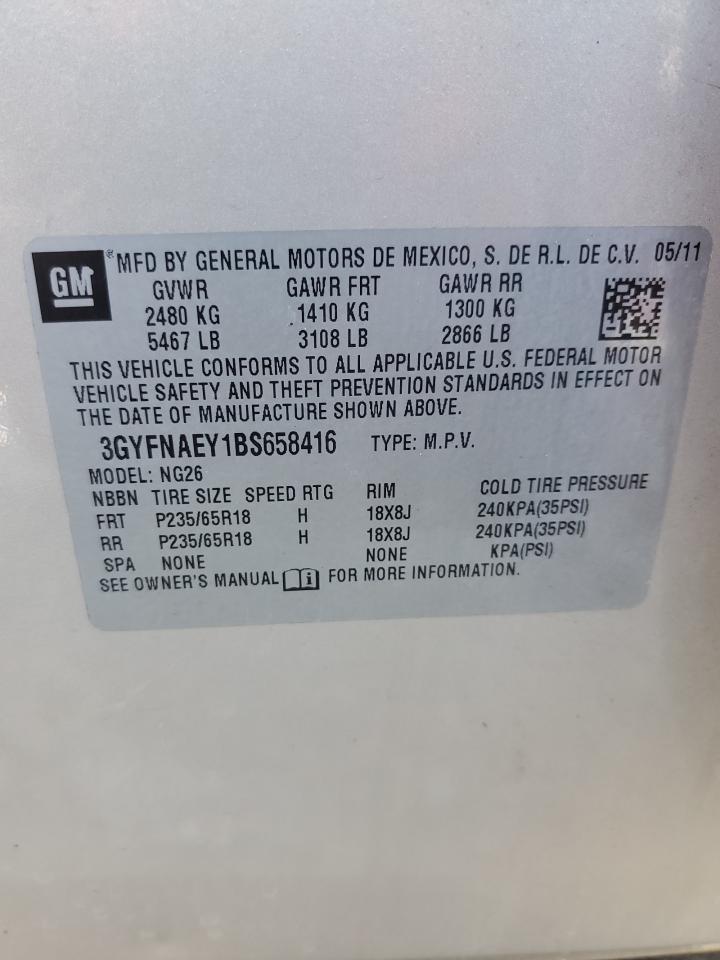 GM
® MFD BY GENERAL MOTORS DE MEXICO, S. DE R.L. DE C.V. 05/11
GVWR GAWR FRT GAWR RR
2480 KG 1410 KG 1300 KG
5467 LB 3108 LB 2866 LB
THIS VEHICLE CONFORMS TO ALL APPLICABLE U.S. FEDERAL MOTOR
VEHICLE SAFETY AND THEFT PREVENTION STANDARDS IN EFFECT ON
THE DATE OF MANUFACTURE SHOWN ABOVE.
3GYFNAEY1BS658416 TYPE: M.P.V.
MODEL: NG26
NBBN TIRE SIZE SPEED RTG RIM COLD TIRE PRESSURE
FRT P235/65R18 H 18X8J 240KPA(35PSI)
RR P235/65R18 H 18X8J 240KPA(35PSI)
SPA NONE NONE KPA(PSI)
SEE OWNER'S MANUAL i FOR MORE INFORMATION.